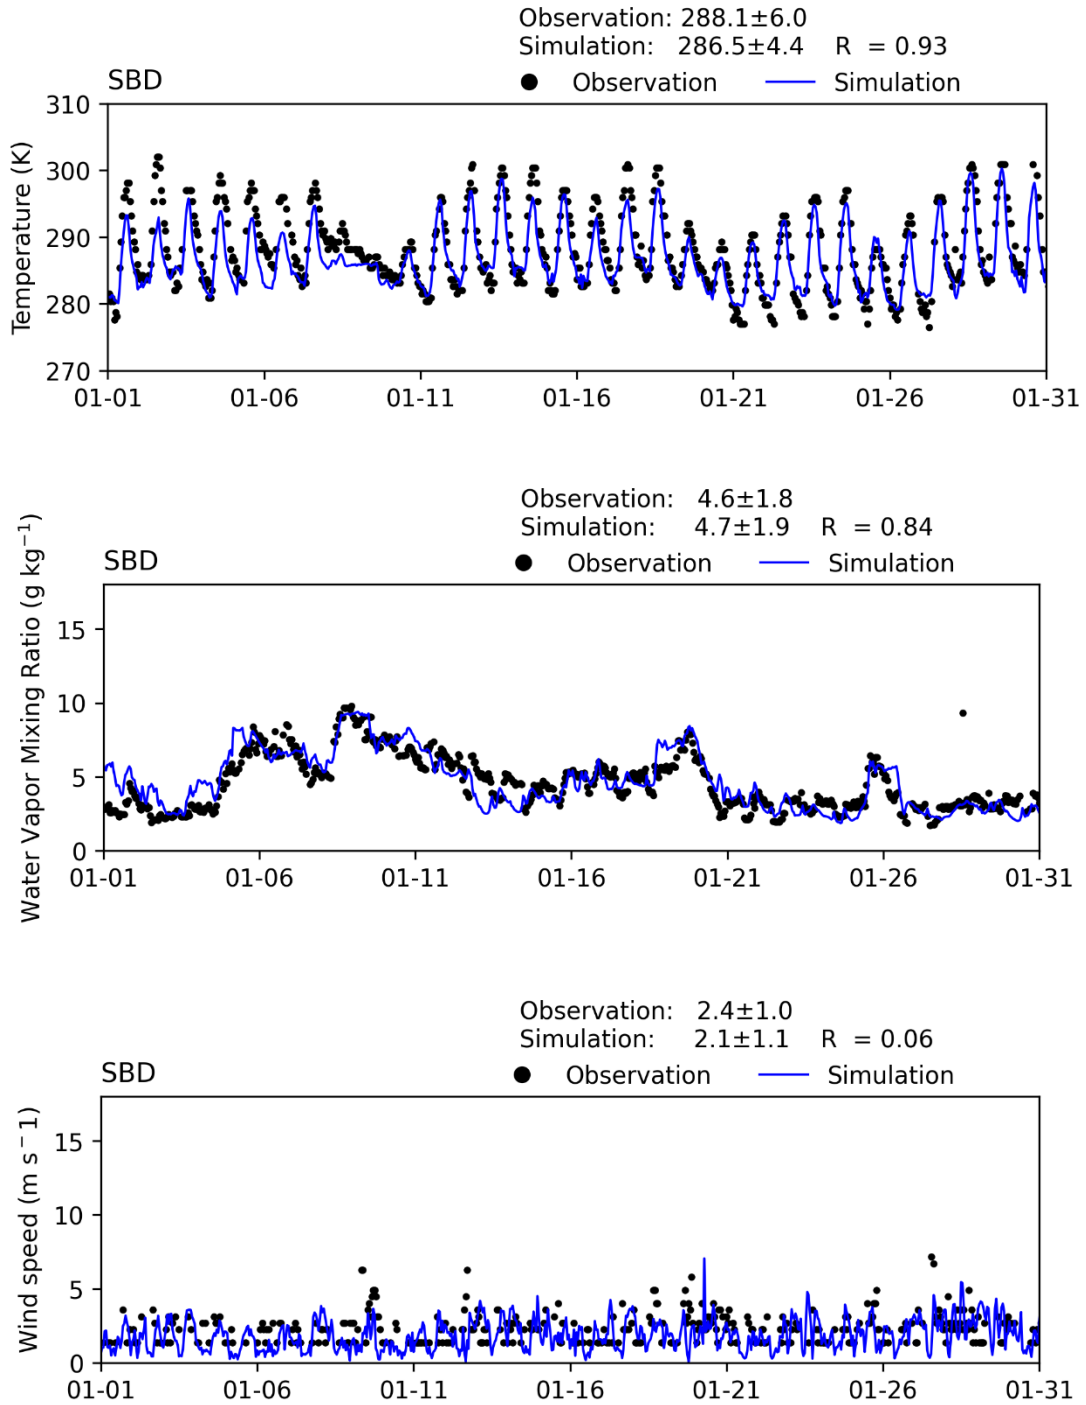 Observation: 288.1±6.0
Simulation: 286.5±4.4 R = 0.93
SBD
Observation Simulation
Temperature (K)
310
300
290
280
270
01-01 01-06 01-11 01-16 01-21 01-26 01-31
Observation: 4.6±1.8
Simulation: 4.7±1.9 R = 0.84
SBD
Observation Simulation
Water Vapor Mixing Ratio (g kg⁻¹)
15
10
5
0
01-01 01-06 01-11 01-16 01-21 01-26 01-31
Observation: 2.4±1.0
Simulation: 2.1±1.1 R = 0.06
SBD
Observation Simulation
Wind speed (m s⁻1)
15
10
5
0
01-01 01-06 01-11 01-16 01-21 01-26 01-31